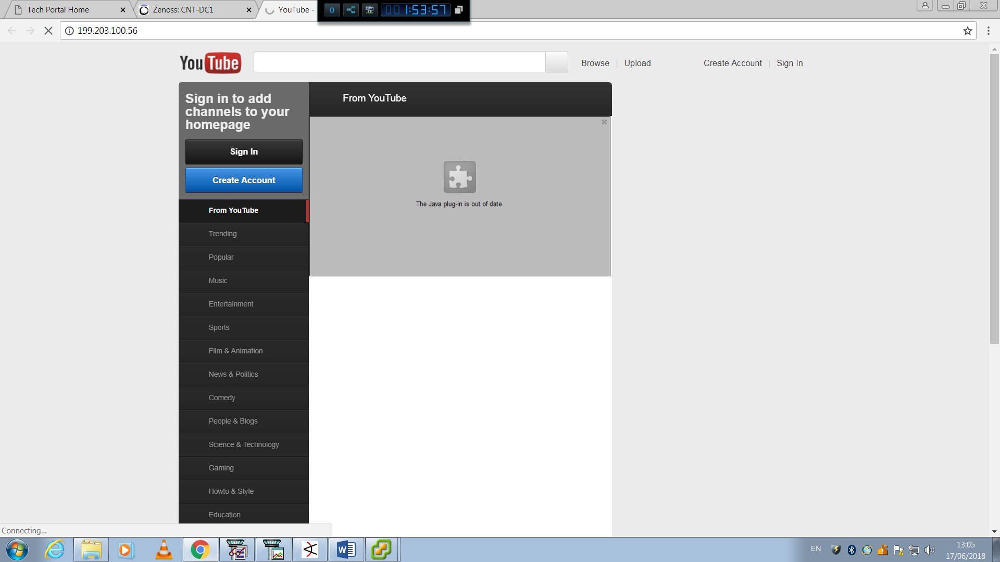 Tech Portal Home
Zenoss: CNT-DC1
YouTube -
0
00 1:53:57
199.203.100.56
YouTube
Browse
Upload
Create Account
Sign In
Sign in to add
channels to your
homepage
Sign In
Create Account
From YouTube
Trending
Popular
Music
Entertainment
Sports
Film & Animation
News & Politics
Comedy
People & Blogs
Science & Technology
Gaming
Howto & Style
Education
From YouTube
The Java plug-in is out of date.
Connecting...
EN
13:05
17/06/2018